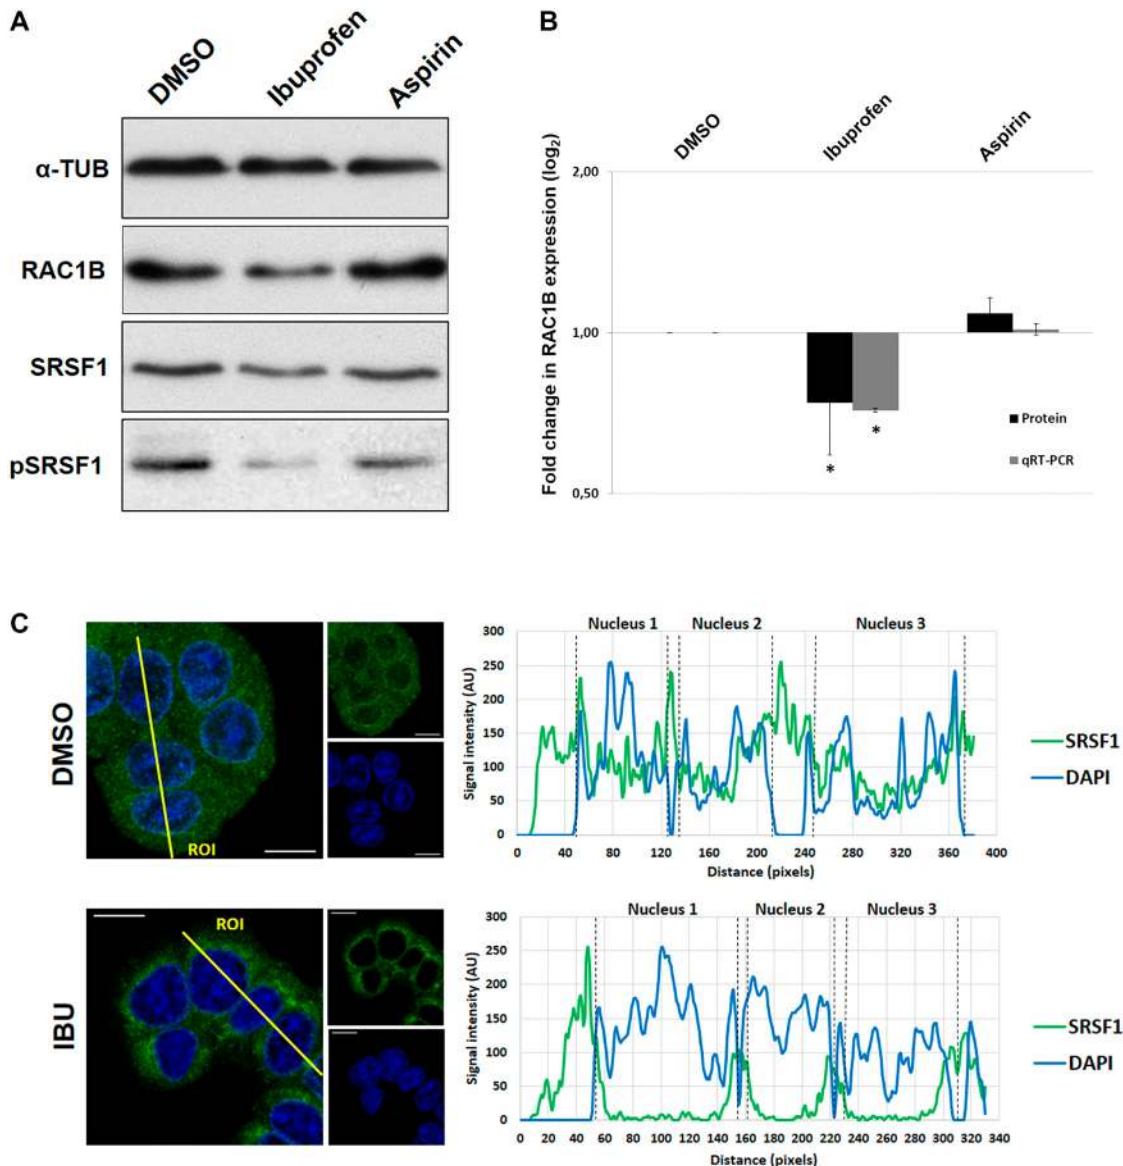 A
DMSO
Ibuprofen
Aspirin
α-TUB
RAC1B
SRSF1
pSRSF1
B
DMSO
Ibuprofen
Aspirin
Fold change in RAC1B expression (log2)
2,00
1,00
0,50
Protein
qRT-PCR
*
*
C
DMSO
ROI
Nucleus 1
Nucleus 2
Nucleus 3
Signal intensity (AU)
300
250
200
150
100
50
0
0 40 80 120 160 200 240 280 320 360 400
Distance (pixels)
SRSF1
DAPI
IBU
ROI
Nucleus 1
Nucleus 2
Nucleus 3
Signal intensity (AU)
300
250
200
150
100
50
0
0 20 40 60 80 100 120 140 160 180 200 220 240 260 280 300 320 340
Distance (pixels)
SRSF1
DAPI